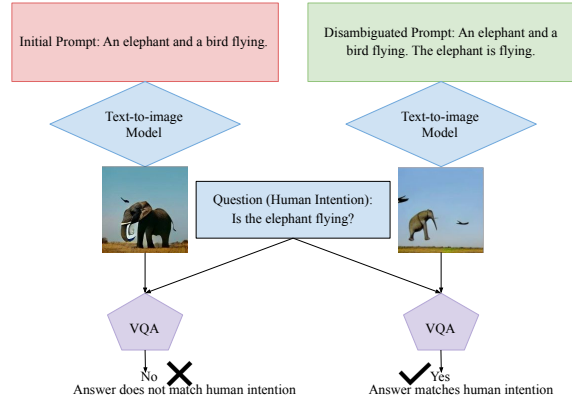 Initial Prompt: An elephant and a bird flying.
Disambiguated Prompt: An elephant and a
bird flying. The elephant is flying.
Text-to-image
Model
Text-to-image
Model
Question (Human Intention):
Is the elephant flying?
VQA
VQA
No
Yes
Answer does not match human intention
Answer matches human intention